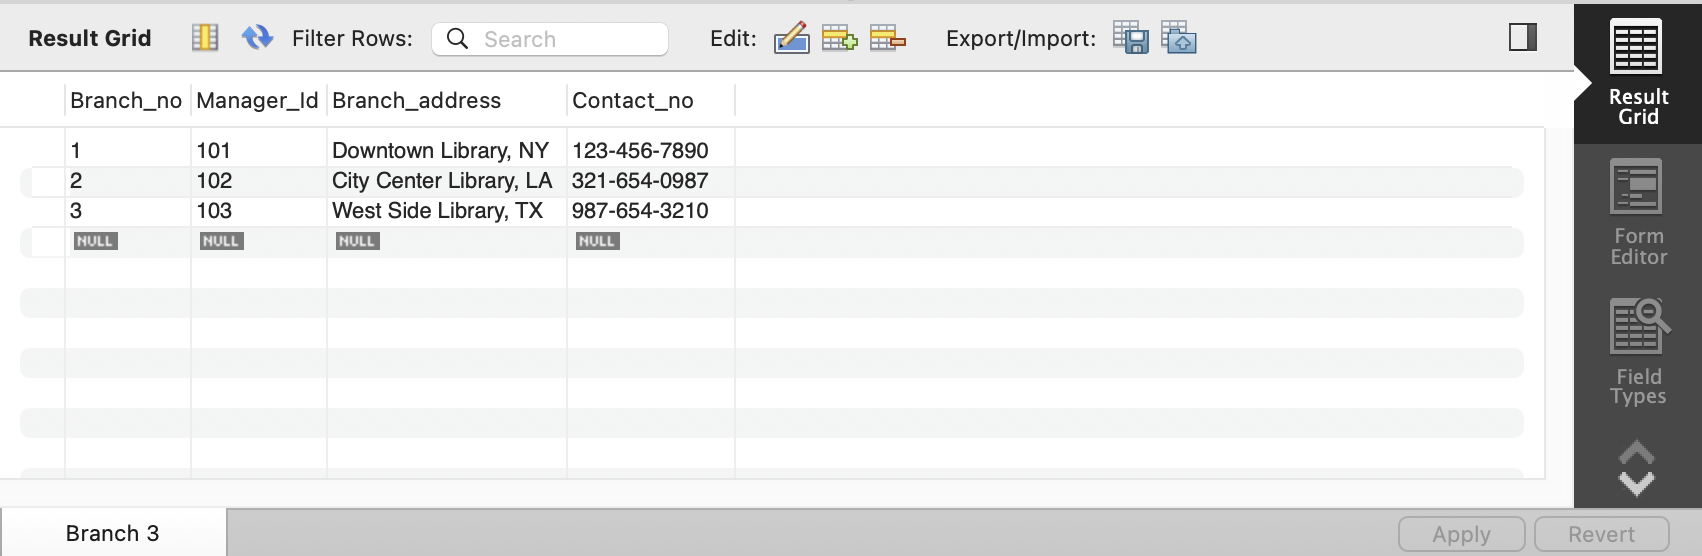 Result Grid Filter Rows: Search Edit: Export/Import:
Branch_no Manager_Id Branch_address Contact_no
1 101 Downtown Library, NY 123-456-7890
2 102 City Center Library, LA 321-654-0987
3 103 West Side Library, TX 987-654-3210
NULL NULL NULL NULL
Result
Grid
Form
Editor
Field
Types
Branch 3 Apply Revert